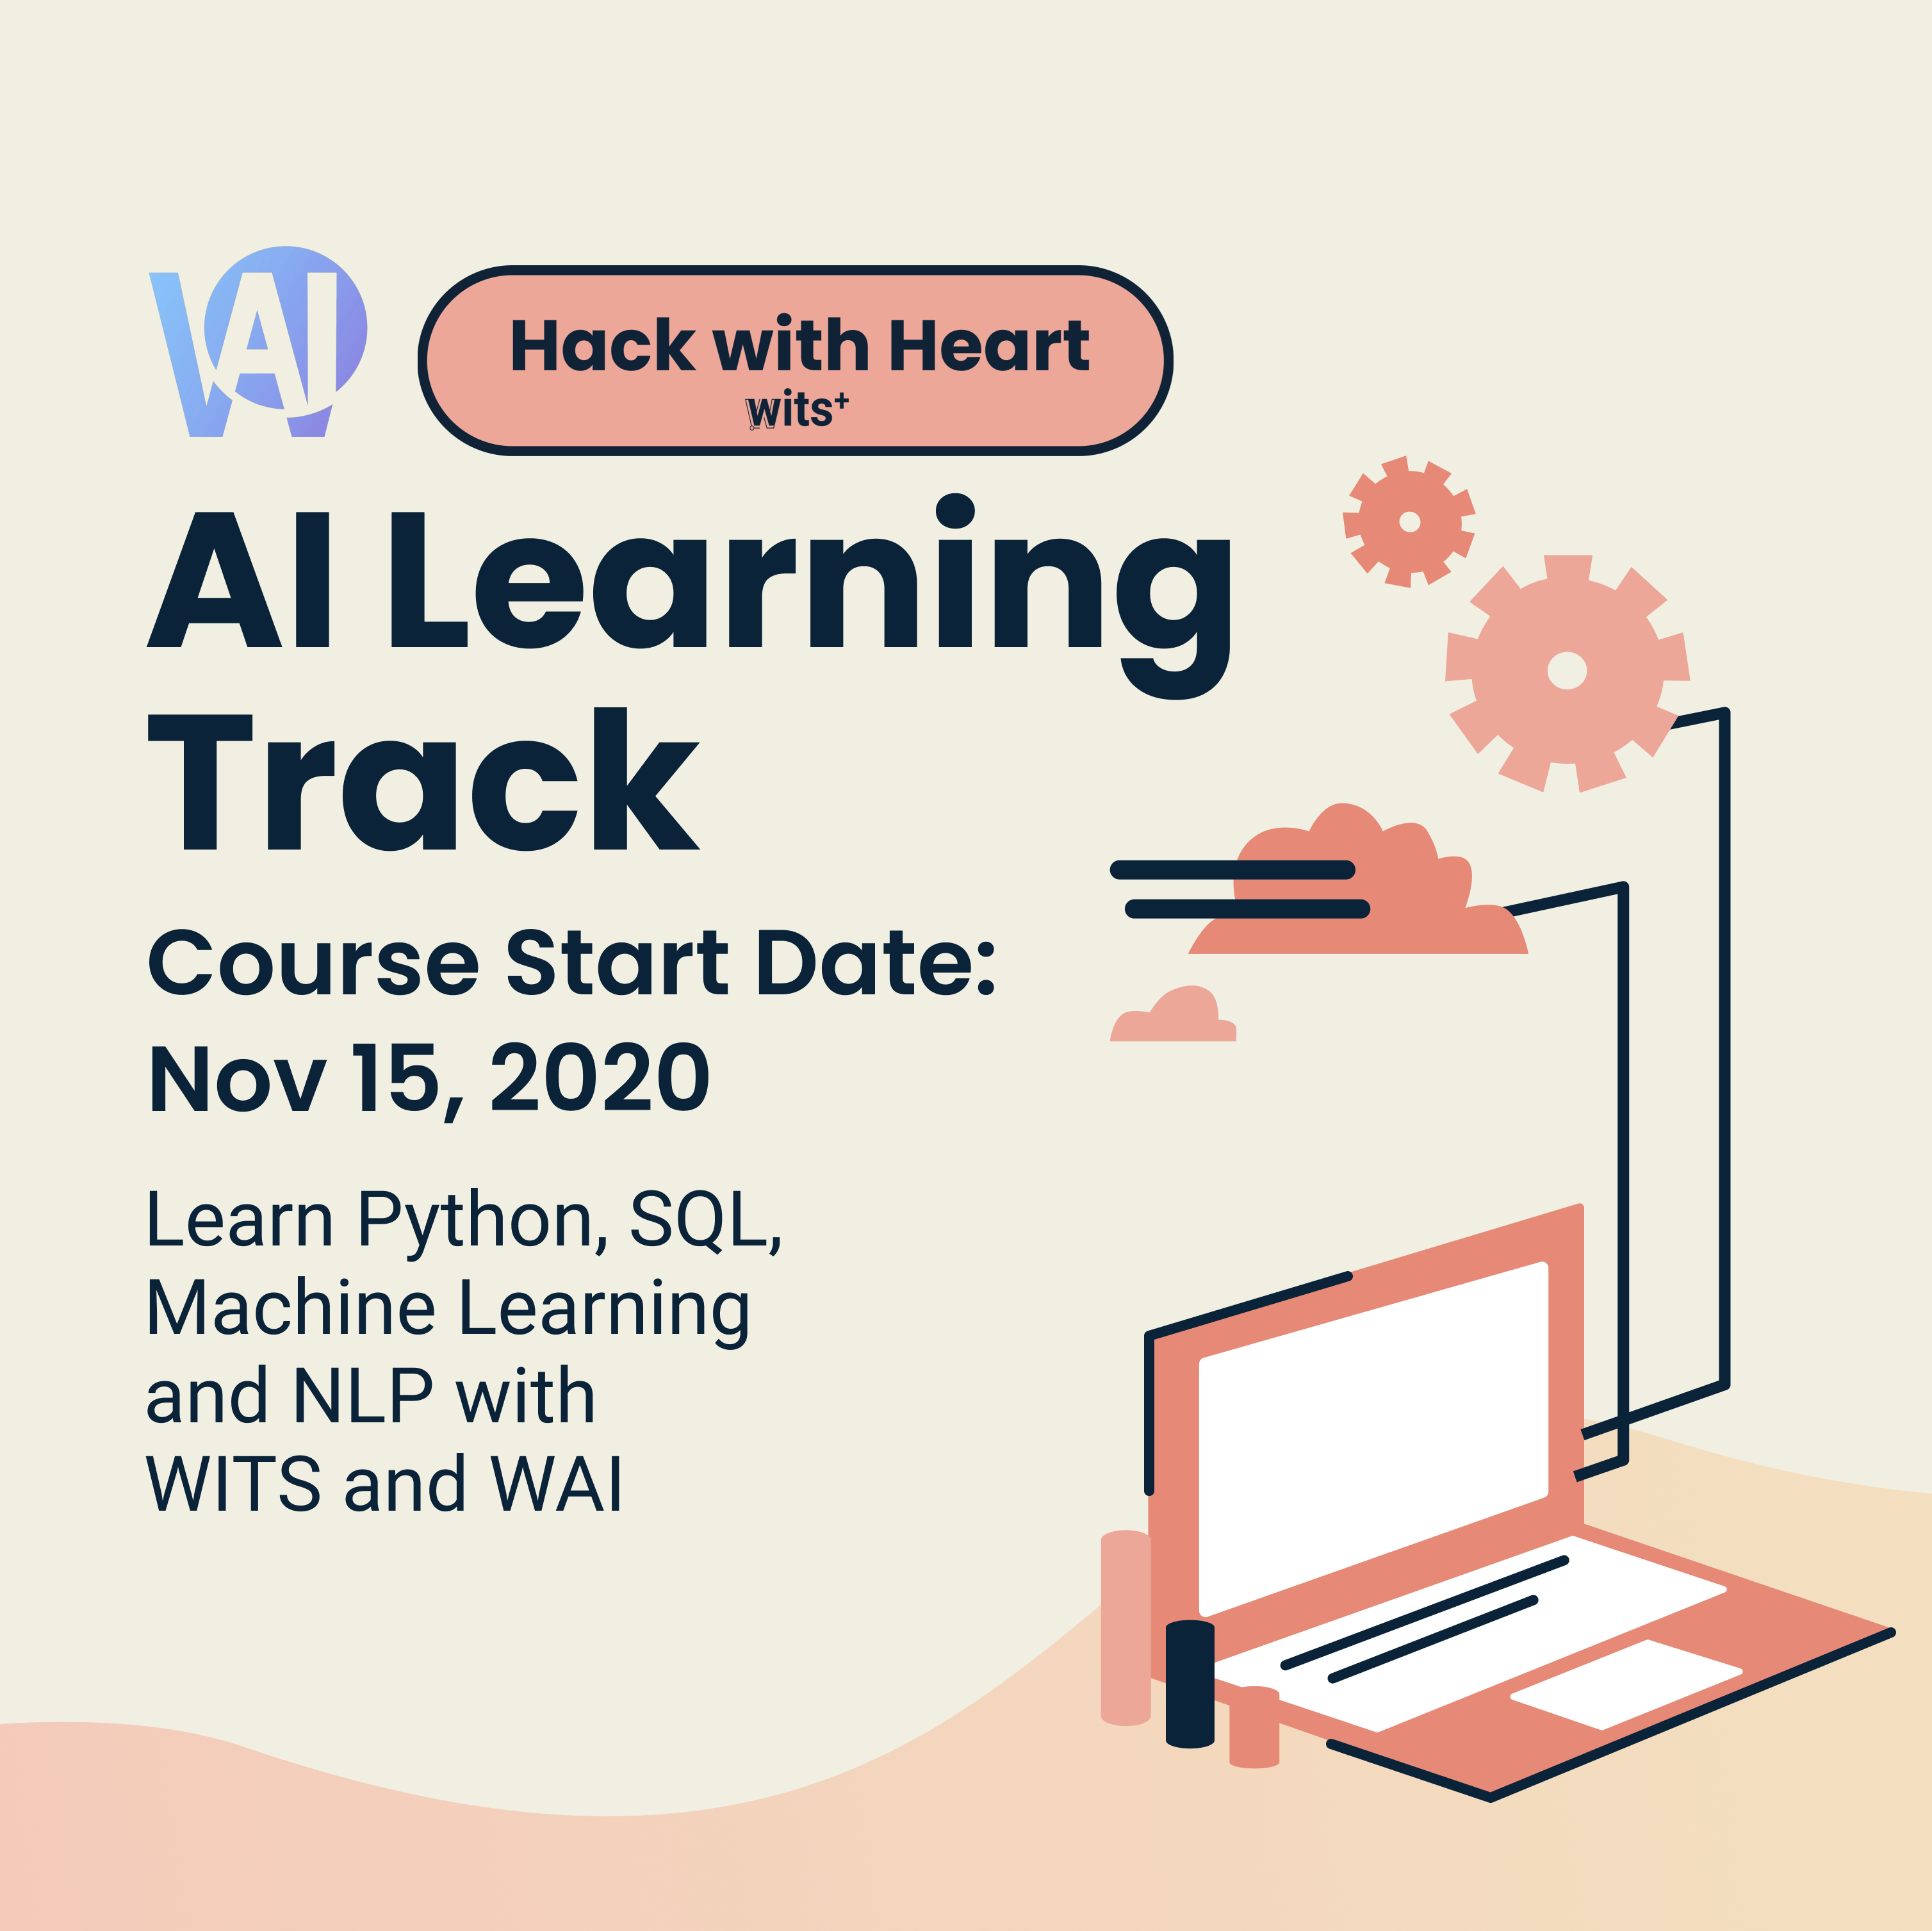 WAI
Hack with Heart
wits+
AI Learning
Track
Course Start Date:
Nov 15, 2020
Learn Python, SQL,
Machine Learning
and NLP with
WITS and WAI